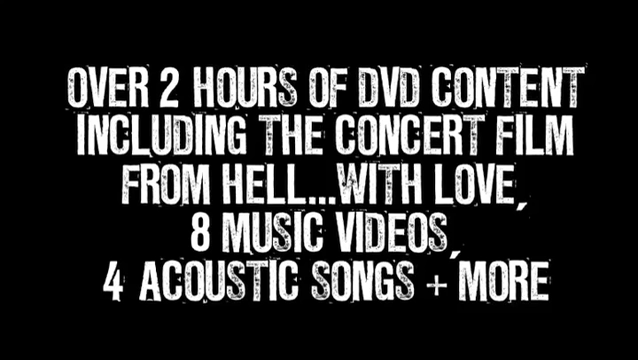 OVER 2 HOURS OF DVD CONTENT
INCLUDING THE CONCERT FILM
FROM HELL...WITH LOVE,
8 MUSIC VIDEOS,
4 ACOUSTIC SONGS + MORE